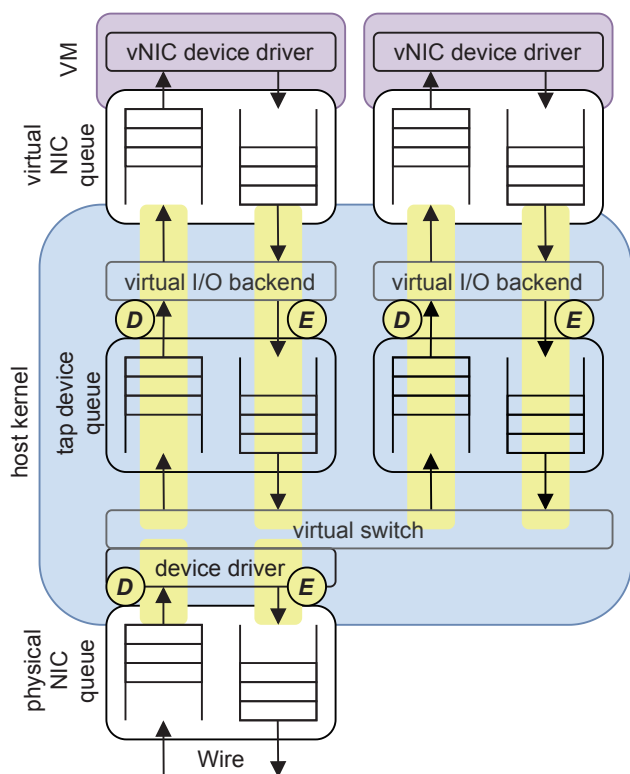 VM
vNIC device driver
vNIC device driver
virtual
NIC
queue
host kernel
virtual I/O backend
virtual I/O backend
D
E
D
E
tap device
queue
virtual switch
device driver
D
E
physical
NIC
queue
Wire